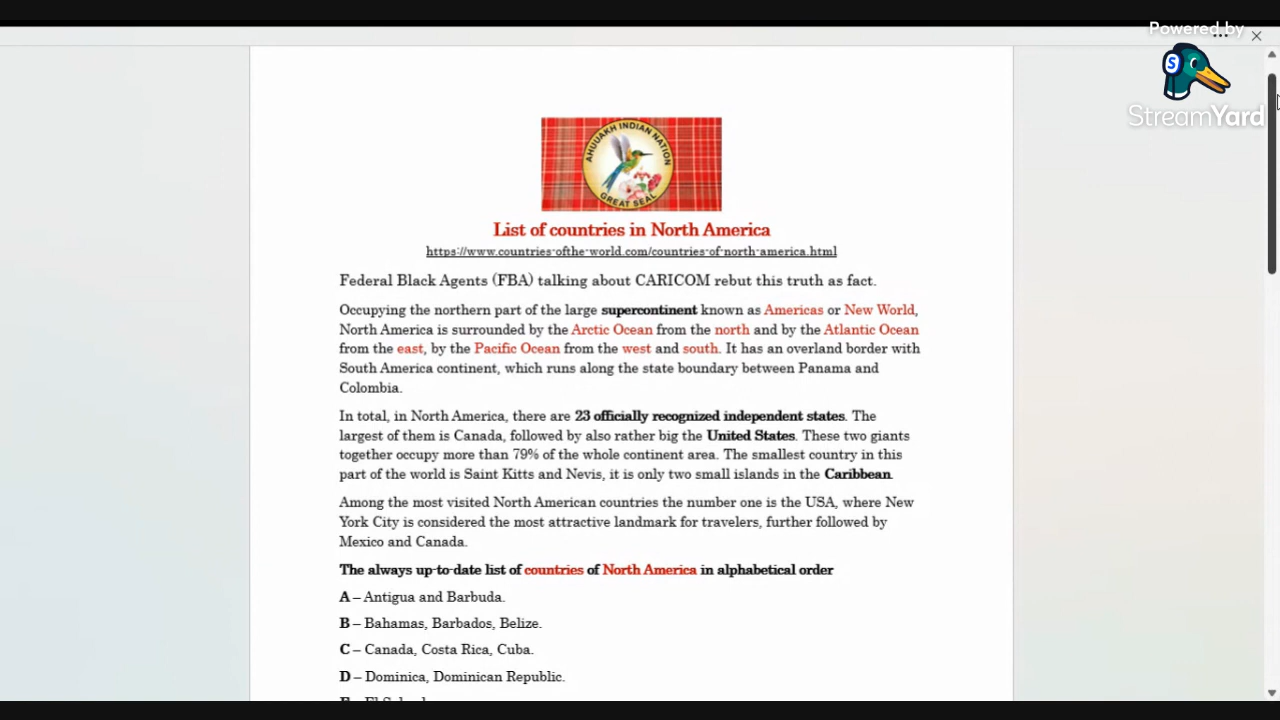 Powered by
StreamYard
AHUUAKH INDIAN NATION
GREAT SEAL
List of countries in North America
https://www.countries-ofthe-world.com/countries-of-north-america.html
Federal Black Agents (FBA) talking about CARICOM rebut this truth as fact.
Occupying the northern part of the large supercontinent known as Americas or New World,
North America is surrounded by the Arctic Ocean from the north and by the Atlantic Ocean
from the east, by the Pacific Ocean from the west and south. It has an overland border with
South America continent, which runs along the state boundary between Panama and
Colombia.
In total, in North America, there are 23 officially recognized independent states. The
largest of them is Canada, followed by also rather big the United States. These two giants
together occupy more than 79% of the whole continent area. The smallest country in this
part of the world is Saint Kitts and Nevis, it is only two small islands in the Caribbean.
Among the most visited North American countries the number one is the USA, where New
York City is considered the most attractive landmark for travelers, further followed by
Mexico and Canada.
The always up-to-date list of countries of North America in alphabetical order
A – Antigua and Barbuda.
B – Bahamas, Barbados, Belize.
C – Canada, Costa Rica, Cuba.
D – Dominica, Dominican Republic.